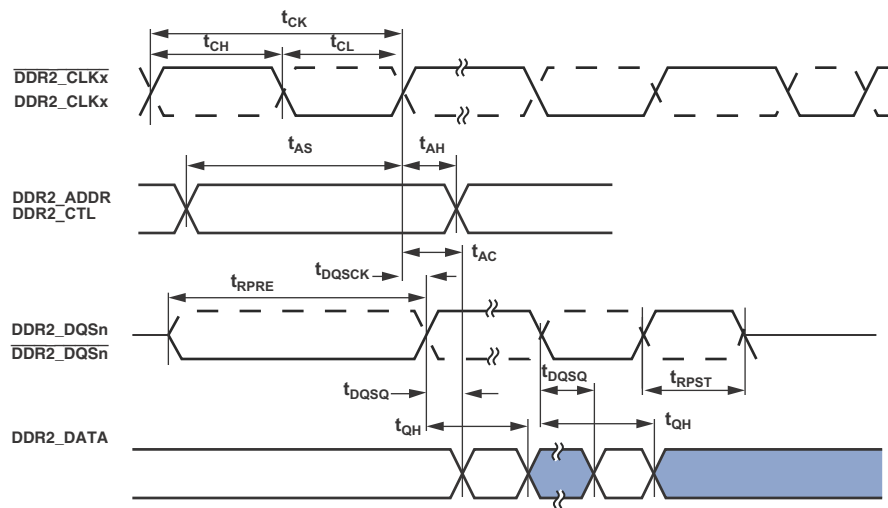 tCK
tCH
tCL
DDR2_CLKx
DDR2_CLKx
tAS
tAH
DDR2_ADDR
DDR2_CTL
tAC
tDQSCK
tRPRE
DDR2_DQSn
DDR2_DQSn
tDQSQ
tDQSQ
tRPST
tQH
tQH
DDR2_DATA